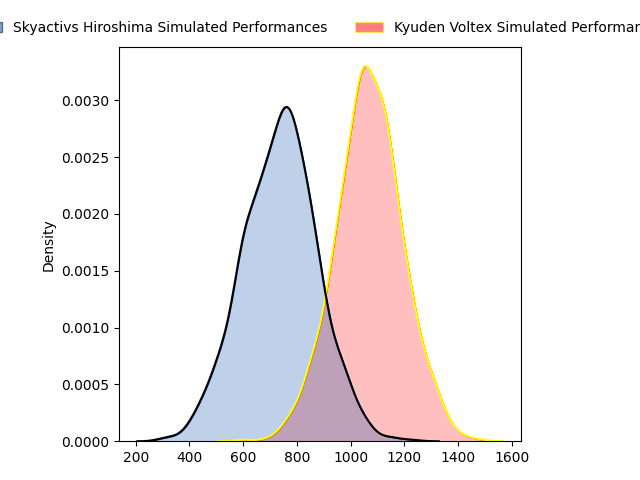 Skyactivs Hiroshima Simulated Performances Kyuden Voltex Simulated Performar
0.0030
0.0025
0.0020
0.0015
0.0010
0.0005
0.0000
Density
200 400 600 800 1000 1200 1400 1600